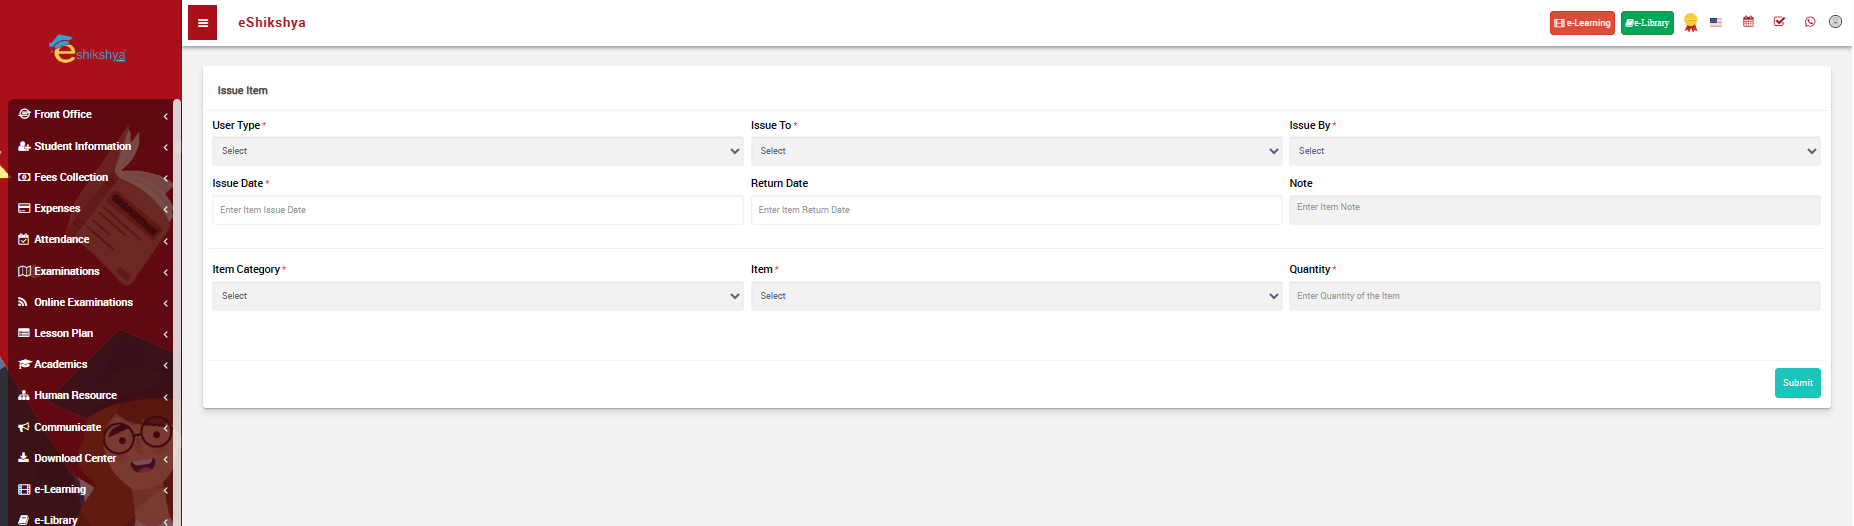 eShikshya
e-Learning
e-Library
eshikshya
Front Office
Student Information
Fees Collection
Expenses
Attendance
Examinations
Online Examinations
Lesson Plan
Academics
Human Resource
Communicate
Download Center
e-Learning
e-Library
Issue Item
User Type *
Issue To *
Issue By *
Select
Select
Select
Issue Date *
Return Date
Note
Enter Item Issue Date
Enter Item Return Date
Enter Item Note
Item Category *
Item *
Quantity *
Select
Select
Enter Quantity of the Item
Submit